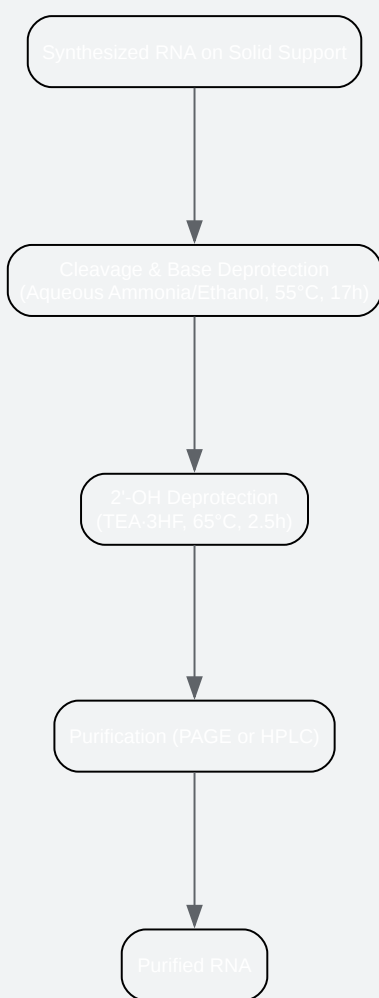 Synthesized RNA on Solid Support
Cleavage & Base Deprotection
(Aqueous Ammonia/Ethanol, 55°C, 17h)
2'-OH Deprotection
(TEA·3HF, 65°C, 2.5h)
Purification (PAGE or HPLC)
Purified RNA